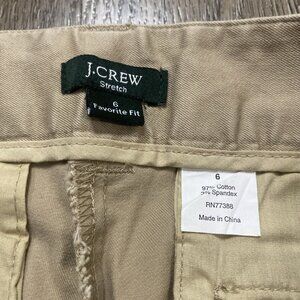 J.CREW
Stretch
6
Favorite Fit
6
97% Cotton
3% Spandex
RN77388
Made in China